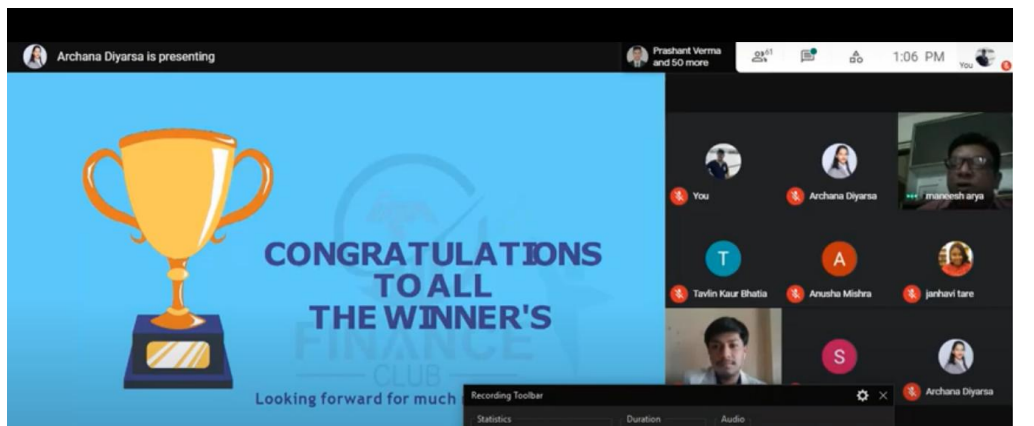 Archana Diyarsa is presenting
Prashant Verma
and 50 more
61
1:06 PM
You
CONGRATULATIONS
TO ALL
THE WINNER'S
FINANCE
CLUB
Looking forward for much
You
Archana Diyarsa
maneesh arya
T
Tavlin Kaur Bhatia
A
Anusha Mishra
janhavi tare
S
Archana Diyarsa
Recording Toolbar
Statistics
Duration
Audio